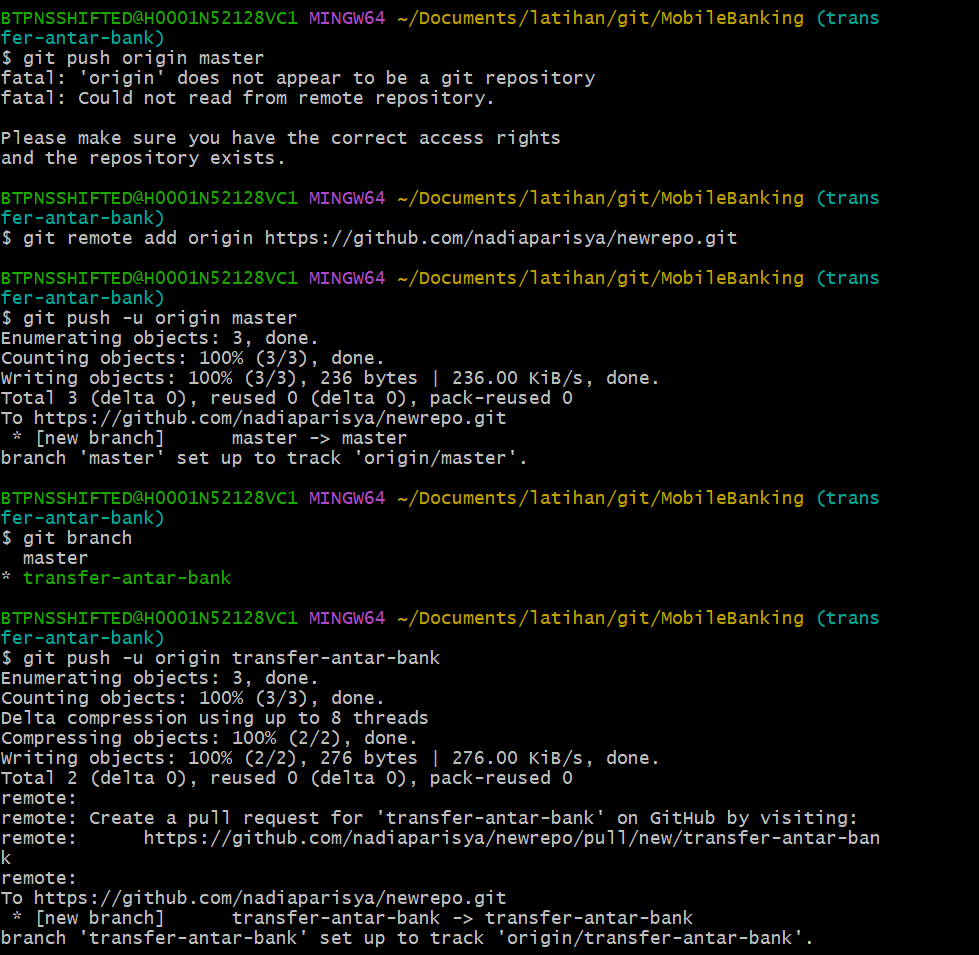 BTPNSSHIFTED@H0001N52128VC1 MINGW64 ~/Documents/latihan/git/MobileBanking (trans
fer-antar-bank)
$ git push origin master
fatal: 'origin' does not appear to be a git repository
fatal: Could not read from remote repository.

Please make sure you have the correct access rights
and the repository exists.

BTPNSSHIFTED@H0001N52128VC1 MINGW64 ~/Documents/latihan/git/MobileBanking (trans
fer-antar-bank)
$ git remote add origin https://github.com/nadiaparisya/newrepo.git

BTPNSSHIFTED@H0001N52128VC1 MINGW64 ~/Documents/latihan/git/MobileBanking (trans
fer-antar-bank)
$ git push -u origin master
Enumerating objects: 3, done.
Counting objects: 100% (3/3), done.
Writing objects: 100% (3/3), 236 bytes | 236.00 KiB/s, done.
Total 3 (delta 0), reused 0 (delta 0), pack-reused 0
To https://github.com/nadiaparisya/newrepo.git
 * [new branch]      master -> master
branch 'master' set up to track 'origin/master'.

BTPNSSHIFTED@H0001N52128VC1 MINGW64 ~/Documents/latihan/git/MobileBanking (trans
fer-antar-bank)
$ git branch
  master
* transfer-antar-bank

BTPNSSHIFTED@H0001N52128VC1 MINGW64 ~/Documents/latihan/git/MobileBanking (trans
fer-antar-bank)
$ git push -u origin transfer-antar-bank
Enumerating objects: 3, done.
Counting objects: 100% (3/3), done.
Delta compression using up to 8 threads
Compressing objects: 100% (2/2), done.
Writing objects: 100% (2/2), 276 bytes | 276.00 KiB/s, done.
Total 2 (delta 0), reused 0 (delta 0), pack-reused 0
remote:
remote: Create a pull request for 'transfer-antar-bank' on GitHub by visiting:
remote:      https://github.com/nadiaparisya/newrepo/pull/new/transfer-antar-ban
k
remote:
To https://github.com/nadiaparisya/newrepo.git
 * [new branch]      transfer-antar-bank -> transfer-antar-bank
branch 'transfer-antar-bank' set up to track 'origin/transfer-antar-bank'.